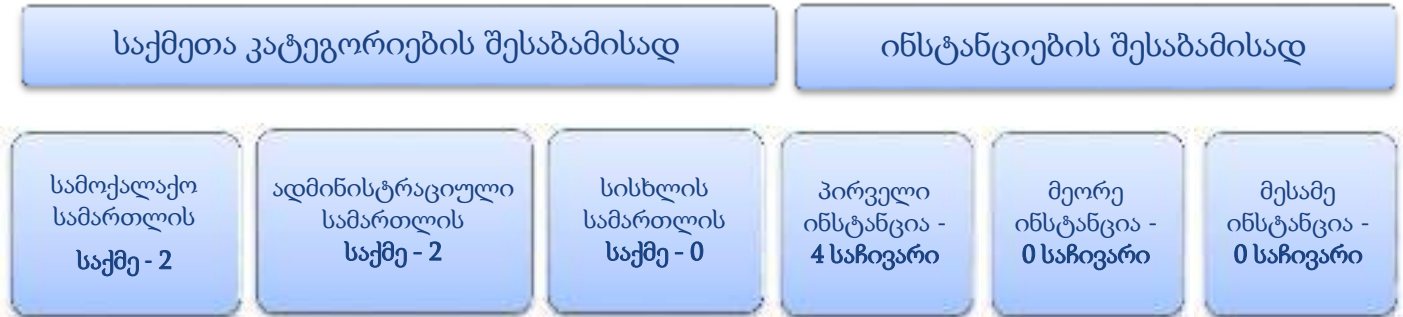 საქმეთა კატეგორიების შესაბამისად
ინსტანციების შესაბამისად
სამოქალაქო
სამართლის
საქმე - 2
ადმინისტრაციული
სამართლის
საქმე - 2
სისხლის
სამართლის
საქმე - 0
პირველი
ინსტანცია -
4 საჩივარი
მეორე
ინსტანცია -
0 საჩივარი
მესამე
ინსტანცია -
0 საჩივარი